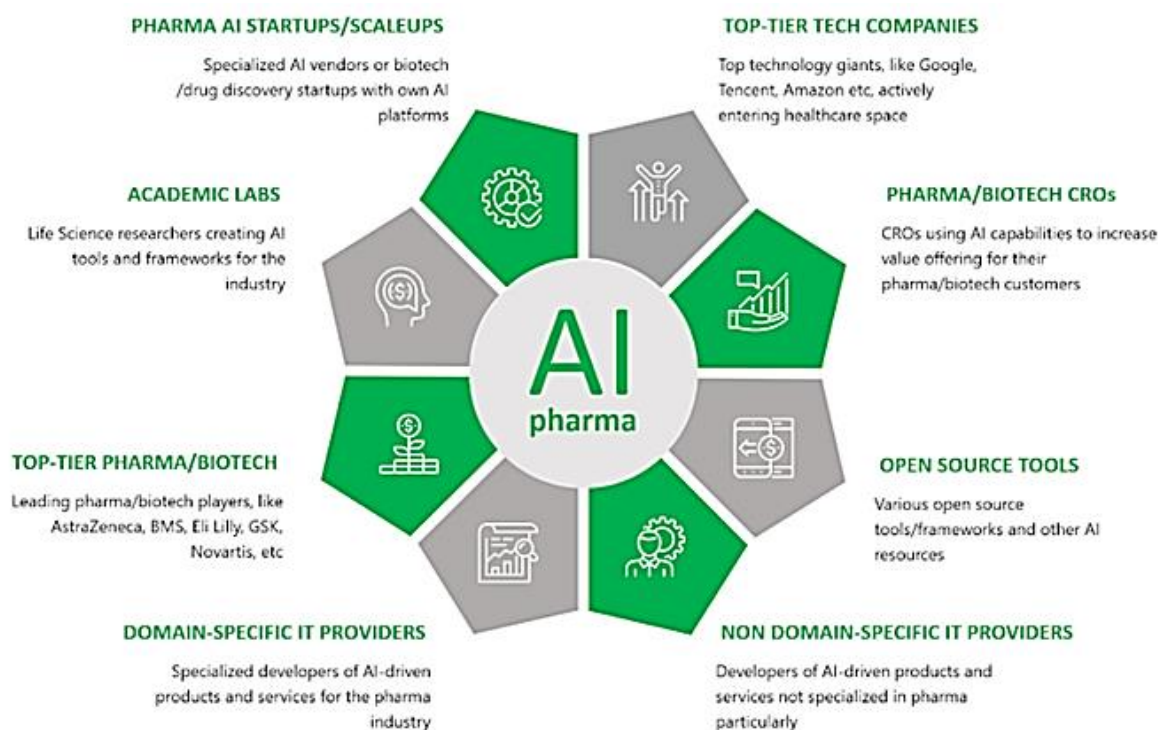 PHARMA AI STARTUPS/SCALEUPS
Specialized AI vendors or biotech
/drug discovery startups with own AI
platforms
TOP-TIER TECH COMPANIES
Top technology giants, like Google,
Tencent, Amazon etc, actively
entering healthcare space
ACADEMIC LABS
Life Science researchers creating AI
tools and frameworks for the
industry
PHARMA/BIOTECH CROs
CROs using AI capabilities to increase
value offering for their
pharma/biotech customers
AI
pharma
TOP-TIER PHARMA/BIOTECH
Leading pharma/biotech players, like
AstraZeneca, BMS, Eli Lilly, GSK,
Novartis, etc
OPEN SOURCE TOOLS
Various open source
tools/frameworks and other AI
resources
DOMAIN-SPECIFIC IT PROVIDERS
Specialized developers of AI-driven
products and services for the pharma
industry
NON DOMAIN-SPECIFIC IT PROVIDERS
Developers of AI-driven products and
services not specialized in pharma
particularly